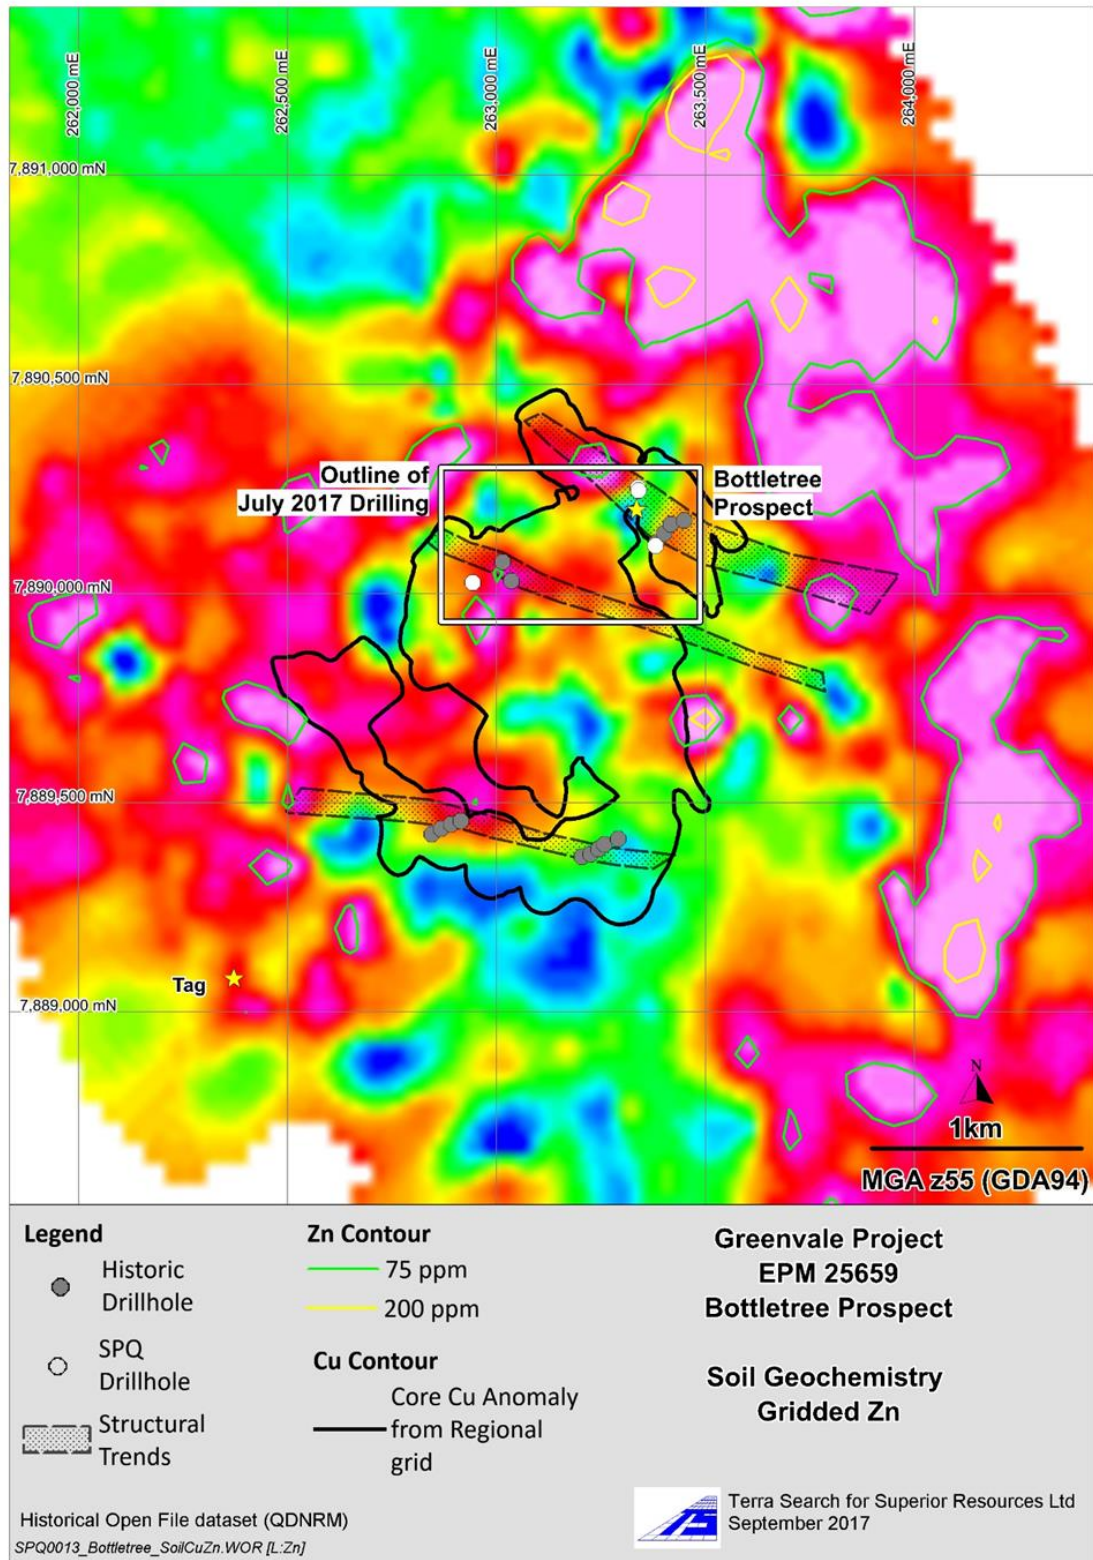 262,000 mE
262,500 mE
263,000 mE
263,500 mE
264,000 mE
7,891,000 mN
7,890,500 mN
Outline of
July 2017 Drilling
Bottletree
Prospect
7,890,000 mN
7,889,500 mN
Tag
7,889,000 mN
N
1km
MGA z55 (GDA94)
Legend
Historic
Drillhole
SPQ
Drillhole
Structural
Trends
Zn Contour
75 ppm
200 ppm
Cu Contour
Core Cu Anomaly
from Regional
grid
Greenvale Project
EPM 25659
Bottletree Prospect
Soil Geochemistry
Gridded Zn
Historical Open File dataset (QDNRM)
SPQ0013_Bottletree_SoilCuZn.WOR [L:Zn]
Terra Search for Superior Resources Ltd
September 2017